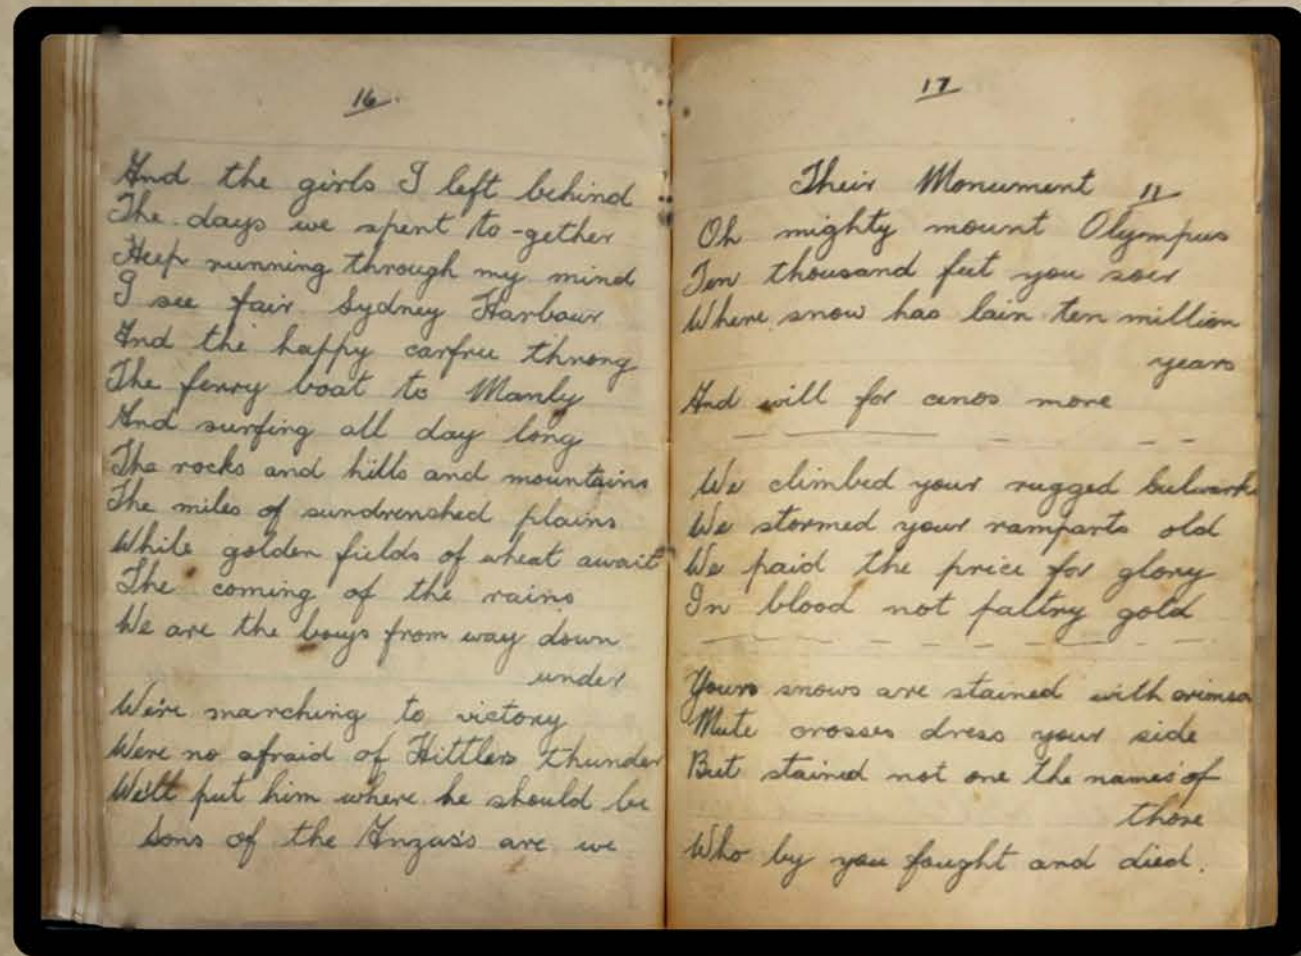 16
And the girls I left behind
The days we spent to-gether
Keep running through my mind
I see fair Sydney Harbour
And the happy carfree throng
The ferry boat to Manly
And surfing all day long
The rocks and hills and mountains
The miles of sundrenched plains
While golden fields of wheat await
The coming of the rains
We are the boys from way down
under
We're marching to victory
Were no afraid of Hittlers thunder
We'll put him where he should be
Sons of the Anzac's are we
17
Their Monument 11
Oh mighty mount Olympus
Ten thousand feet you soar
Where snow has lain ten million
years
And will for aeons more
We climbed your rugged bulwarks
We stormed your ramparts old
We paid the price for glory
In blood not paltry gold
Yours snows are stained with crimson
Mute crosses dress your side
But stained not one the names of
those
Who by you fought and died.